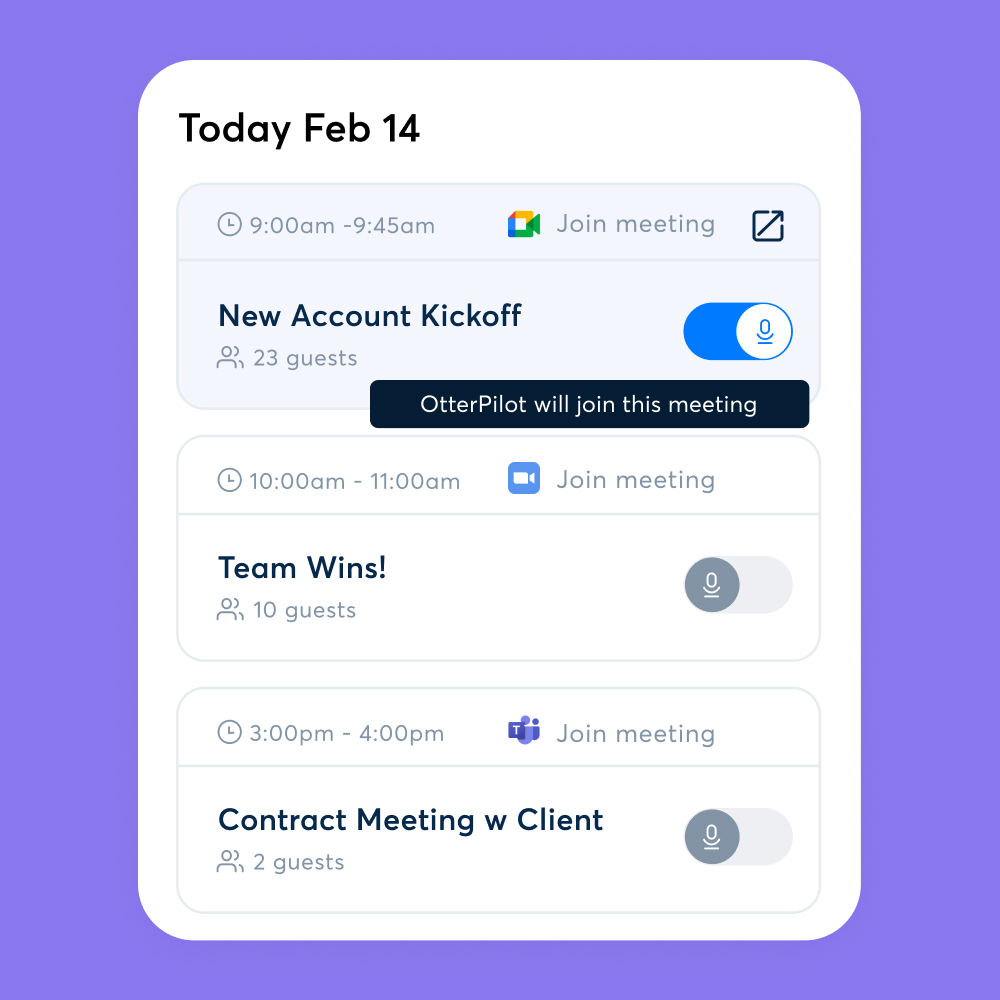 Today Feb 14
9:00am -9:45am Join meeting
New Account Kickoff
23 guests
OtterPilot will join this meeting
10:00am - 11:00am Join meeting
Team Wins!
10 guests
3:00pm - 4:00pm T Join meeting
Contract Meeting w Client
2 guests